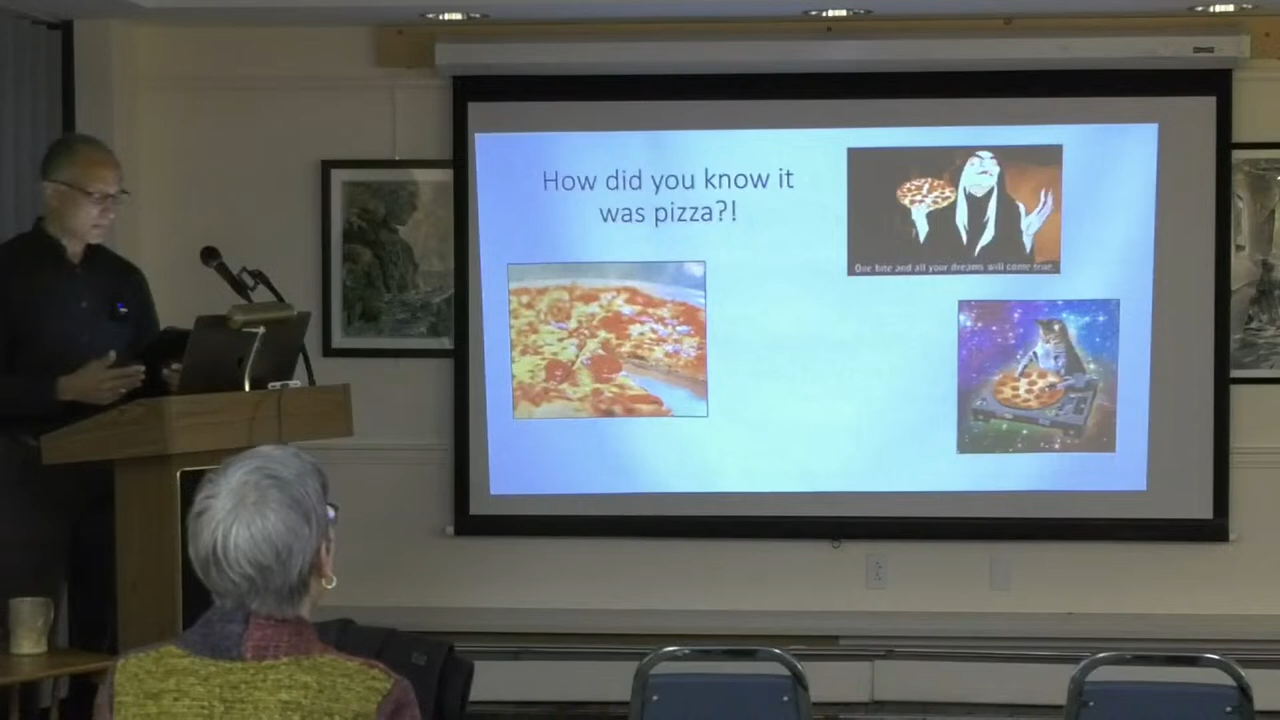 How did you know it
was pizza?!
One bite and all your dreams will come true.